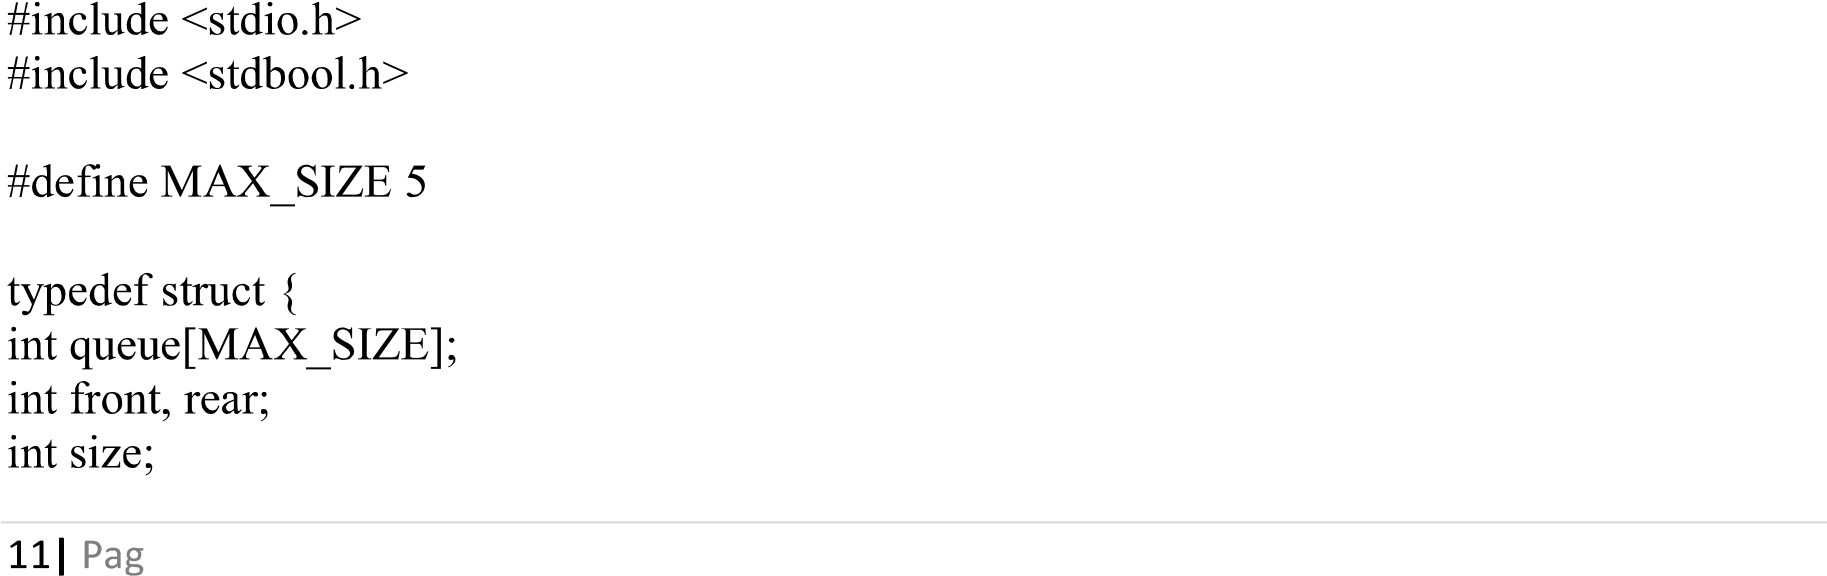 #include <stdio.h>
#include <stdbool.h>
#define MAX_SIZE 5
typedef struct {
int queue[MAX_SIZE];
int front, rear;
int size;
11| Pag